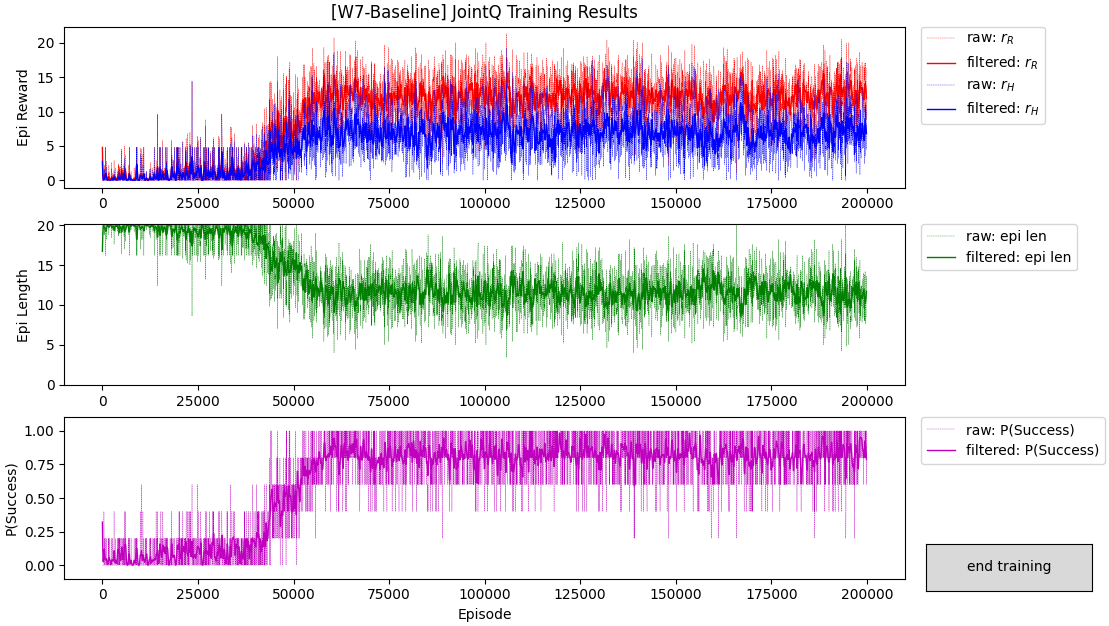 [W7-Baseline] JointQ Training Results
Epi Reward
20
15
10
5
0
0 25000 50000 75000 100000 125000 150000 175000 200000
raw: r_R
filtered: r_R
raw: r_H
filtered: r_H
Epi Length
20
15
10
5
0
0 25000 50000 75000 100000 125000 150000 175000 200000
raw: epi len
filtered: epi len
P(Success)
1.00
0.75
0.50
0.25
0.00
0 25000 50000 75000 100000 125000 150000 175000 200000
Episode
raw: P(Success)
filtered: P(Success)
end training